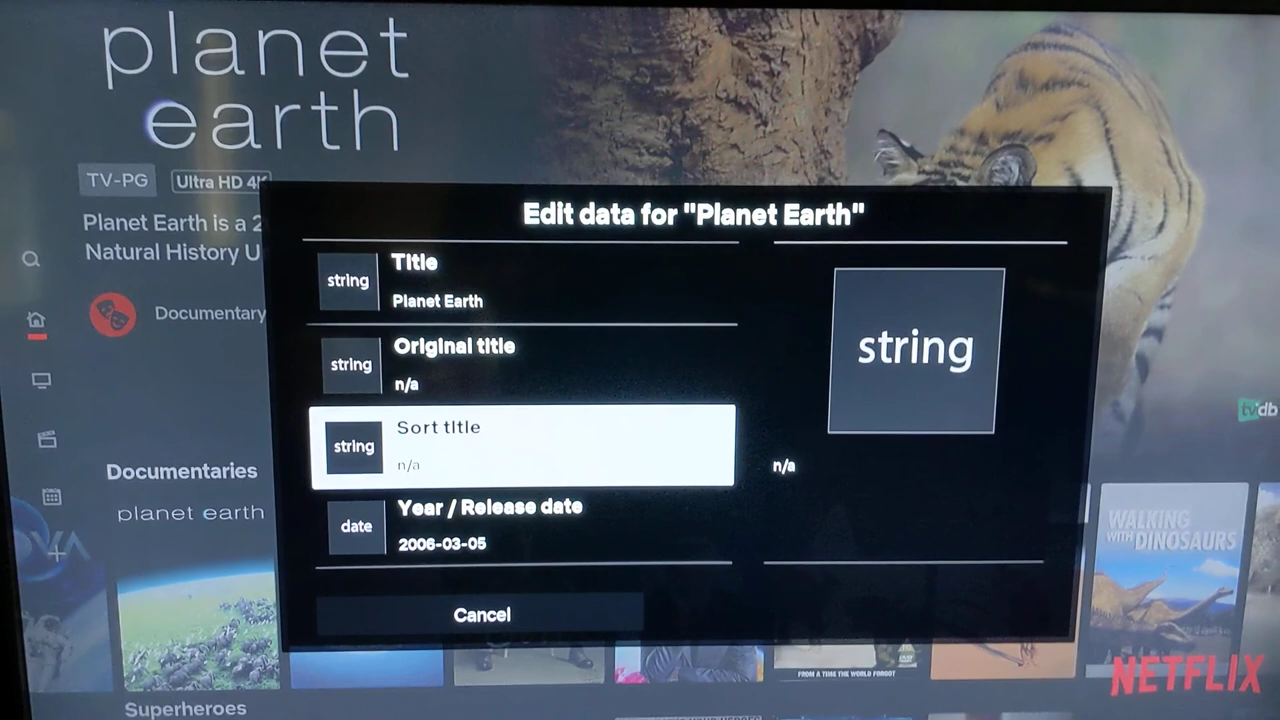 planet
earth
TV-PG
Ultra HD 4K
Planet Earth is a 2
Natural History U
Documentary
Edit data for "Planet Earth"
string
Title
Planet Earth
string
Original title
n/a
string
Sort title
n/a
date
Year / Release date
2006-03-05
Cancel
string
n/a
tvdb
Documentaries
planet earth
OVA
WALKING
WITH DINOSAURS
FROM A TIME THE WORLD FORGOT
NETFLIX
Superheroes